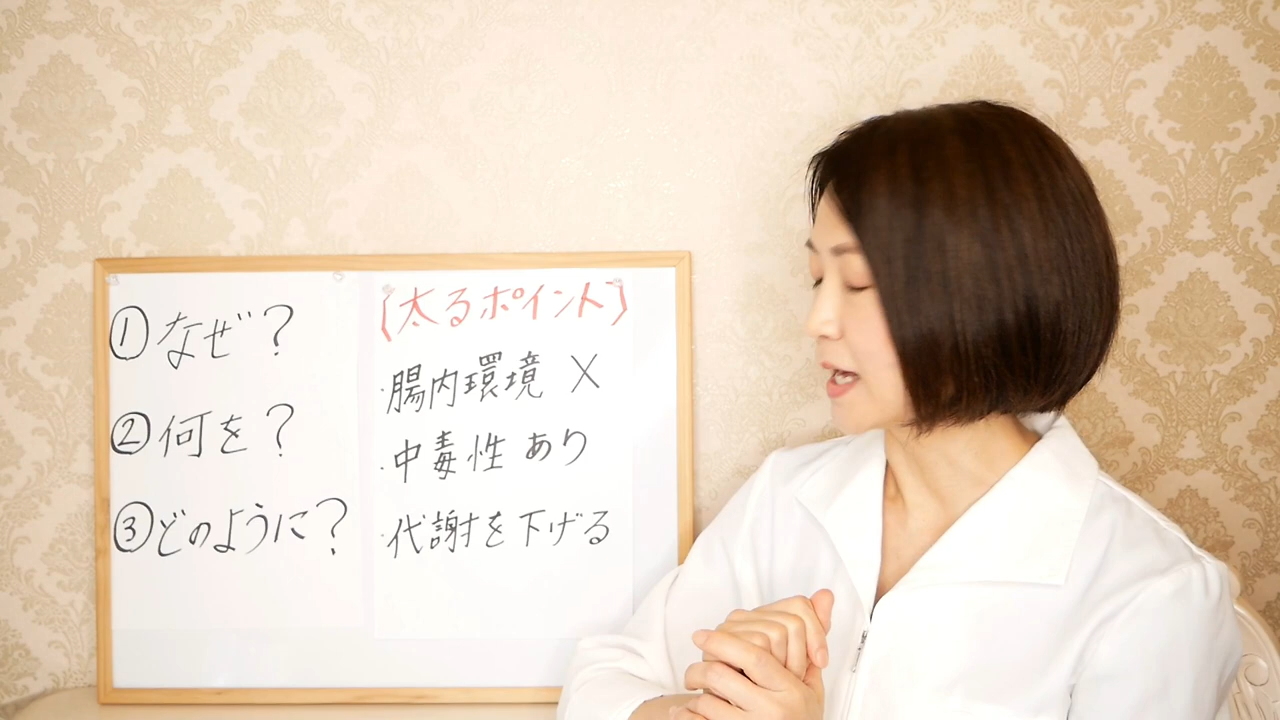 ①なぜ?
②何を?
③どのように?
【太るポイント】
・腸内環境 ×
・中毒性 あり
・代謝を下げる